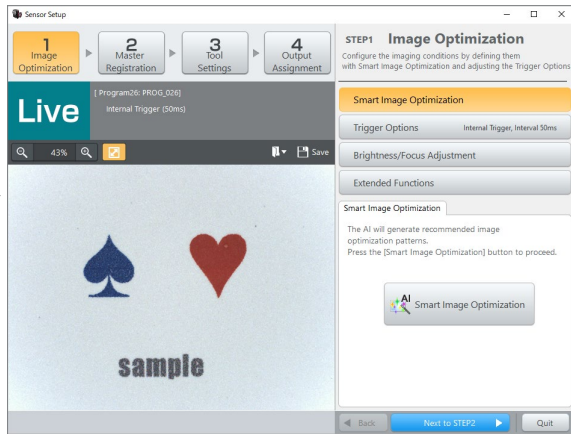 Sensor Setup
1
Image
Optimization
2
Master
Registration
3
Tool
Settings
4
Output
Assignment
Live
[ Program26: PROG_026]
Internal Trigger (50ms)
43%
Save
sample
STEP1 Image Optimization
Configure the imaging conditions by defining them
with Smart Image Optimization and adjusting the Trigger Options
Smart Image Optimization
Trigger Options Internal Trigger, Interval 50ms
Brightness/Focus Adjustment
Extended Functions
Smart Image Optimization
The AI will generate recommended image
optimization patterns.
Press the [Smart Image Optimization] button to proceed.
AI Smart Image Optimization
Back
Next to STEP2
Quit